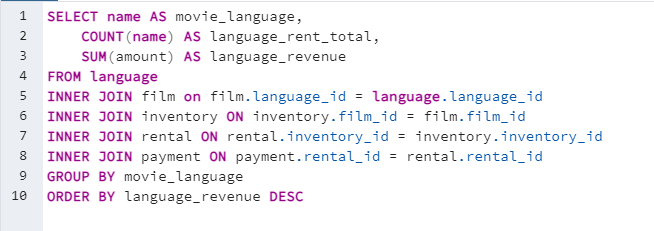 1 SELECT name AS movie_language,
2 COUNT(name) AS language_rent_total,
3 SUM(amount) AS language_revenue
4 FROM language
5 INNER JOIN film on film.language_id = language.language_id
6 INNER JOIN inventory ON inventory.film_id = film.film_id
7 INNER JOIN rental ON rental.inventory_id = inventory.inventory_id
8 INNER JOIN payment ON payment.rental_id = rental.rental_id
9 GROUP BY movie_language
10 ORDER BY language_revenue DESC